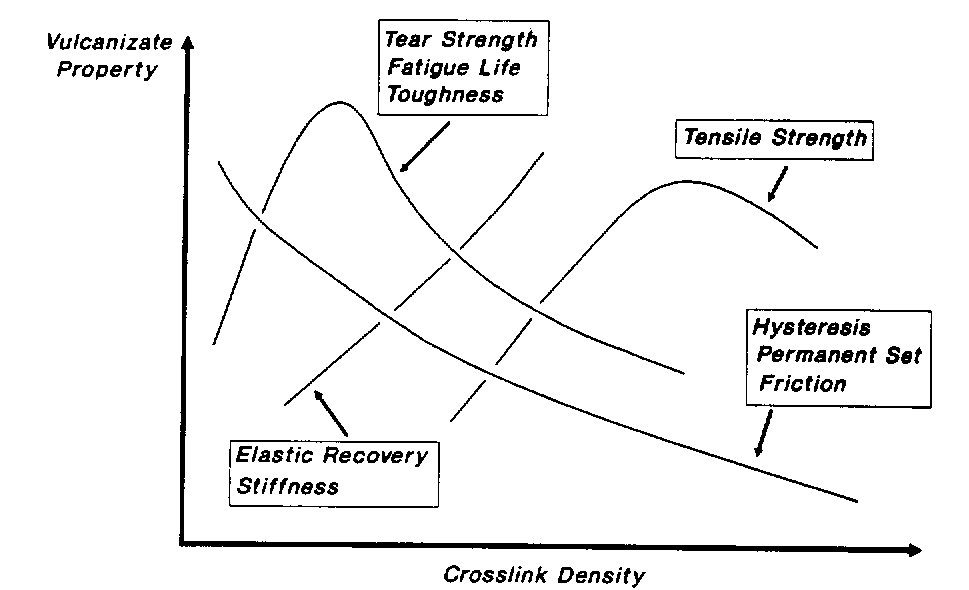 Vulcanizate
Property
Tear Strength
Fatigue Life
Toughness
Tensile Strength
Hysteresis
Permanent Set
Friction
Elastic Recovery
Stiffness
Crosslink Density